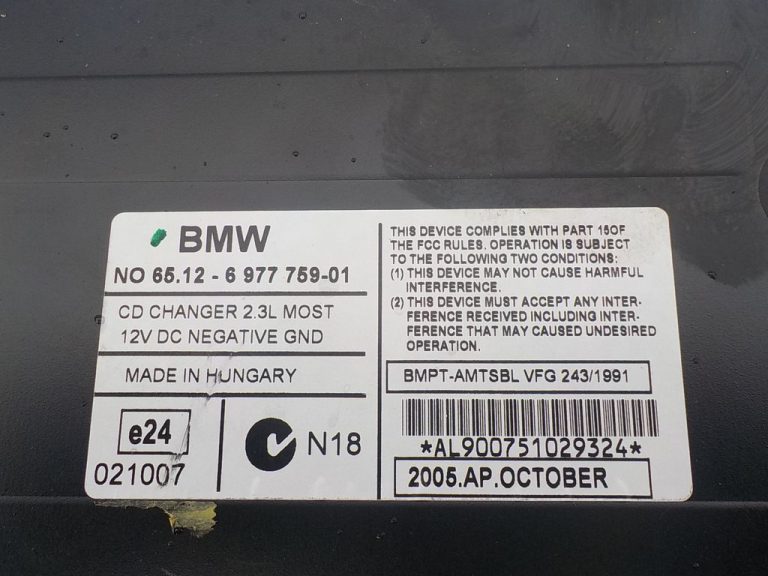 BMW
NO 65.12 - 6 977 759-01
CD CHANGER 2.3L MOST
12V DC NEGATIVE GND
MADE IN HUNGARY
e24
021007
N18
THIS DEVICE COMPLIES WITH PART 15OF
THE FCC RULES. OPERATION IS SUBJECT
TO THE FOLLOWING TWO CONDITIONS:
(1) THIS DEVICE MAY NOT CAUSE HARMFUL
INTERFERENCE.
(2) THIS DEVICE MUST ACCEPT ANY INTER-
FERENCE RECEIVED INCLUDING INTER-
FERENCE THAT MAY CAUSED UNDESIRED
OPERATION.
BMPT-AMTSBL VFG 243/1991
*AL900751029324*
2005.AP.OCTOBER